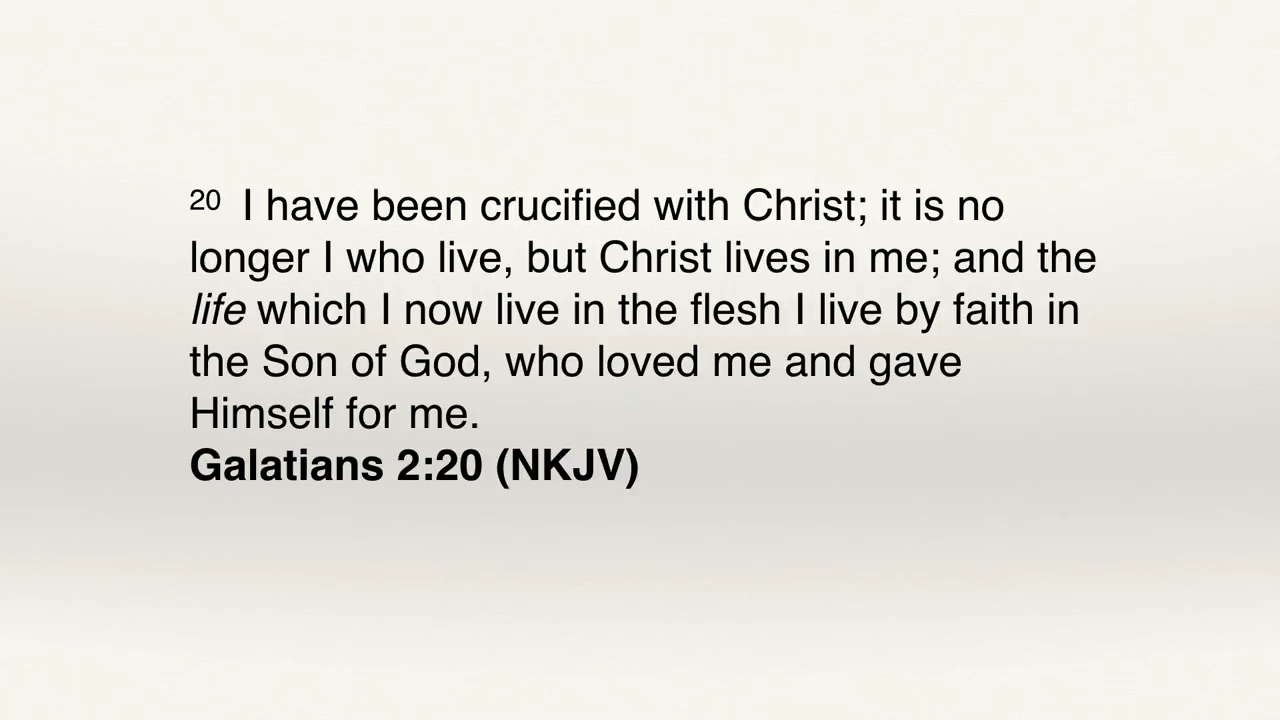 20 I have been crucified with Christ; it is no
longer I who live, but Christ lives in me; and the
life which I now live in the flesh I live by faith in
the Son of God, who loved me and gave
Himself for me.
Galatians 2:20 (NKJV)